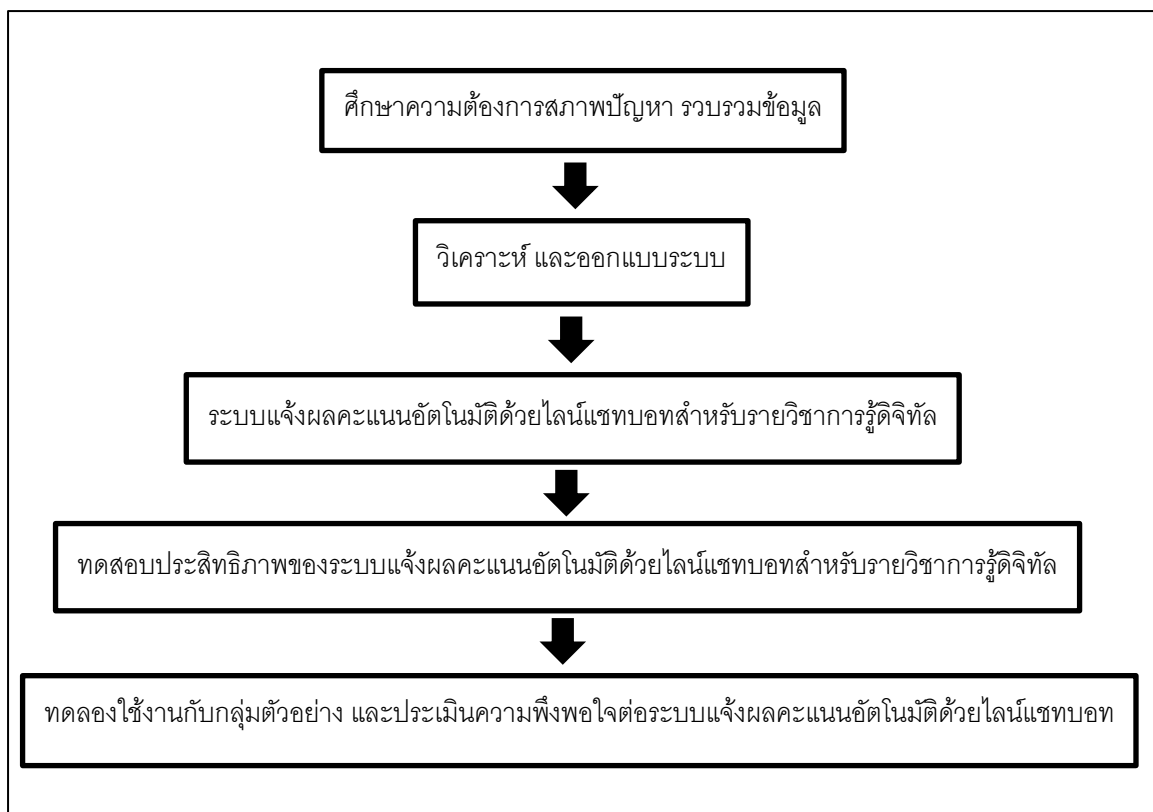 ศึกษาความต้องการสภาพปัญหา รวบรวมข้อมูล
วิเคราะห์ และออกแบบระบบ
ระบบแจ้งผลคะแนนอัตโนมัติด้วยไลน์แชทบอทสำหรับรายวิชาการรู้ดิจิทัล
ทดสอบประสิทธิภาพของระบบแจ้งผลคะแนนอัตโนมัติด้วยไลน์แชทบอทสำหรับรายวิชาการรู้ดิจิทัล
ทดลองใช้งานกับกลุ่มตัวอย่าง และประเมินความพึงพอใจต่อระบบแจ้งผลคะแนนอัตโนมัติด้วยไลน์แชทบอท